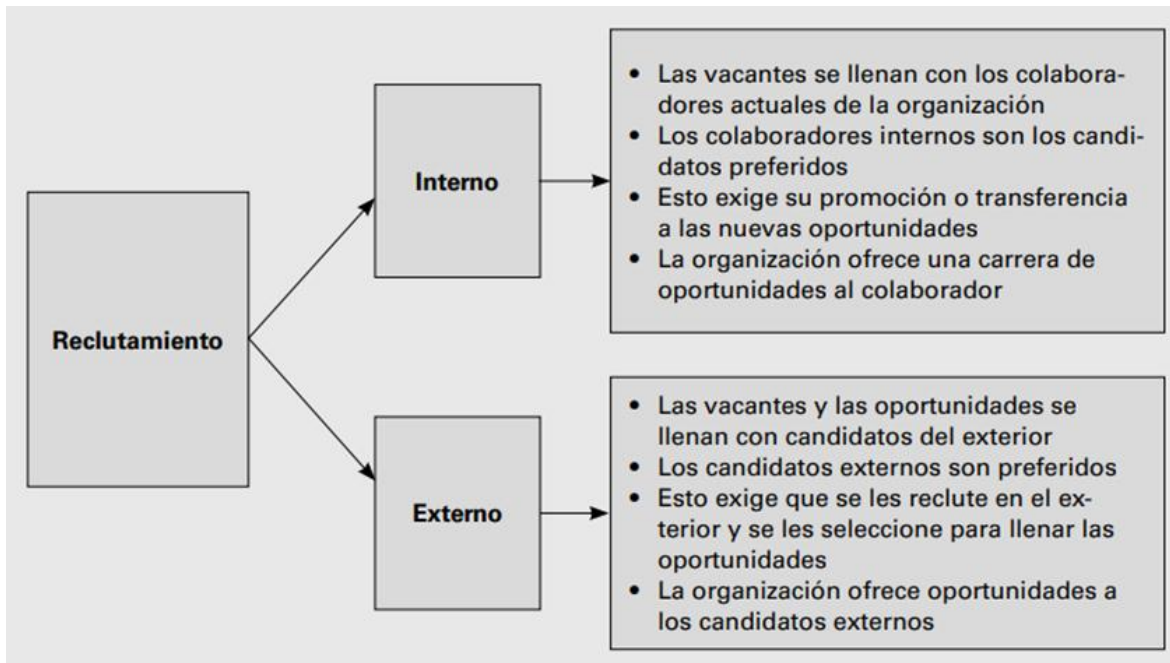 Reclutamiento
Interno
• Las vacantes se llenan con los colabora-
dores actuales de la organización
• Los colaboradores internos son los candi-
datos preferidos
• Esto exige su promoción o transferencia
a las nuevas oportunidades
• La organización ofrece una carrera de
oportunidades al colaborador
Externo
• Las vacantes y las oportunidades se
llenan con candidatos del exterior
• Los candidatos externos son preferidos
• Esto exige que se les reclute en el ex-
terior y se les seleccione para llenar las
oportunidades
• La organización ofrece oportunidades a
los candidatos externos